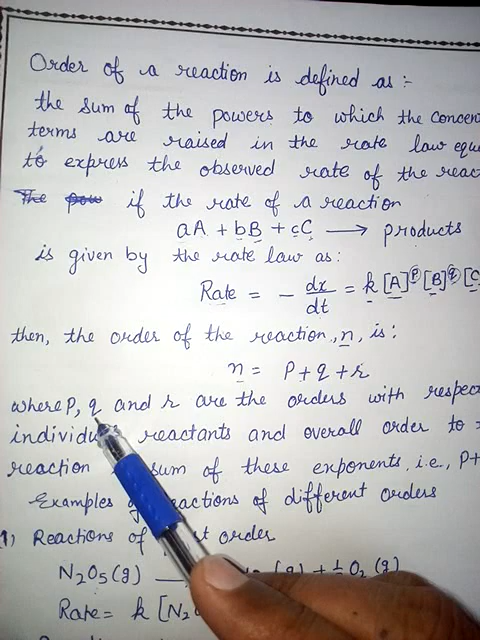 Order of a reaction is defined as :-
the sum of the powers to which the concen
terms are raised in the rate law equ
to express the observed rate of the reac
if the rate of a reaction
aA + bB + cC ⟶ products
is given by the rate law as:
Rate = - dx/dt = k [A]^p [B]^q [C
then, the order of the reaction, n, is:
n = P + q + r
where P, q and r are the orders with respec
individu reactants and overall order to
reaction sum of these exponents, i.e., P+
Examples reactions of different orders
1) Reactions of order
N2O5(g) (g) + 1/2 O2 (g)
Rate = k [N2